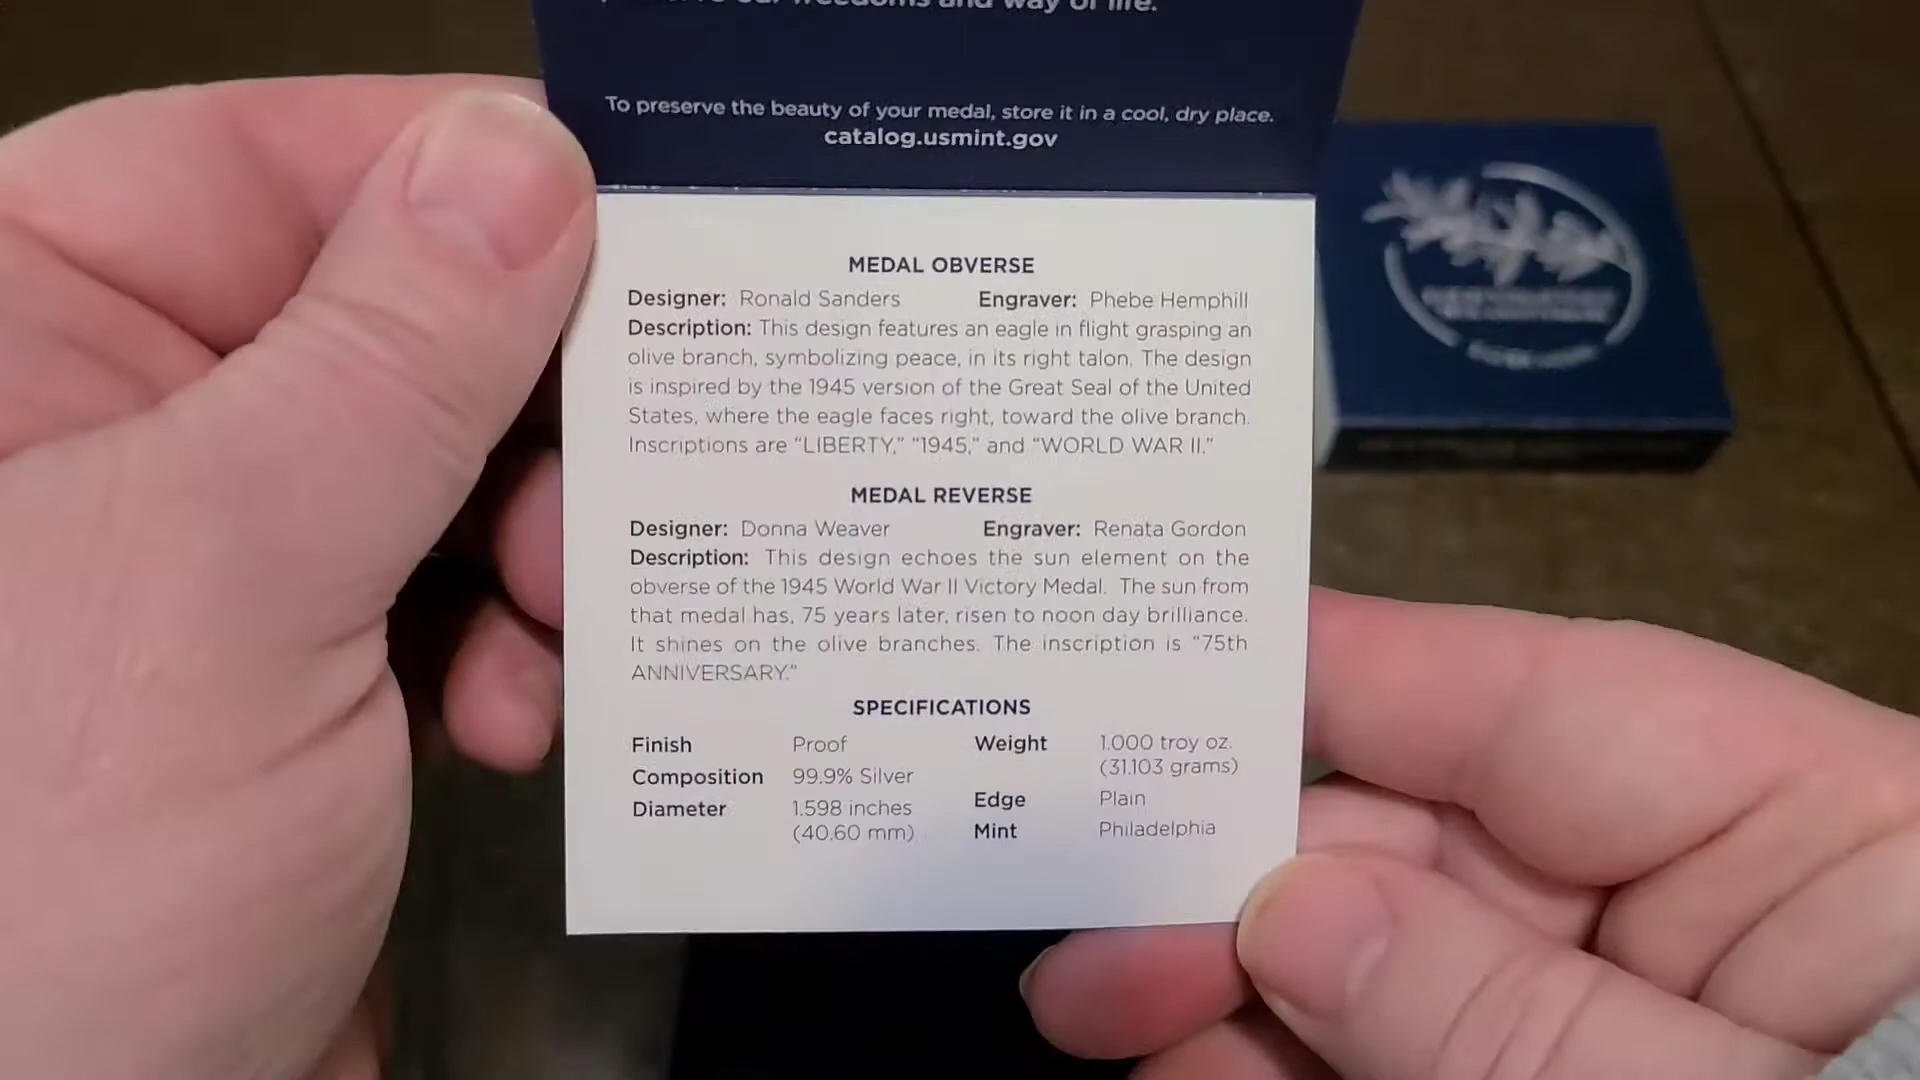 freedoms and way of life.
To preserve the beauty of your medal, store it in a cool, dry place.
catalog.usmint.gov
MEDAL OBVERSE
Designer: Ronald Sanders Engraver: Phebe Hemphill
Description: This design features an eagle in flight grasping an
olive branch, symbolizing peace, in its right talon. The design
is inspired by the 1945 version of the Great Seal of the United
States, where the eagle faces right, toward the olive branch.
Inscriptions are “LIBERTY,” “1945,” and “WORLD WAR II.”
MEDAL REVERSE
Designer: Donna Weaver Engraver: Renata Gordon
Description: This design echoes the sun element on the
obverse of the 1945 World War II Victory Medal. The sun from
that medal has, 75 years later, risen to noon day brilliance.
It shines on the olive branches. The inscription is “75th
ANNIVERSARY.”
SPECIFICATIONS
Finish Proof Weight 1.000 troy oz.
(31.103 grams)
Composition 99.9% Silver
Edge Plain
Diameter 1.598 inches
(40.60 mm) Mint Philadelphia